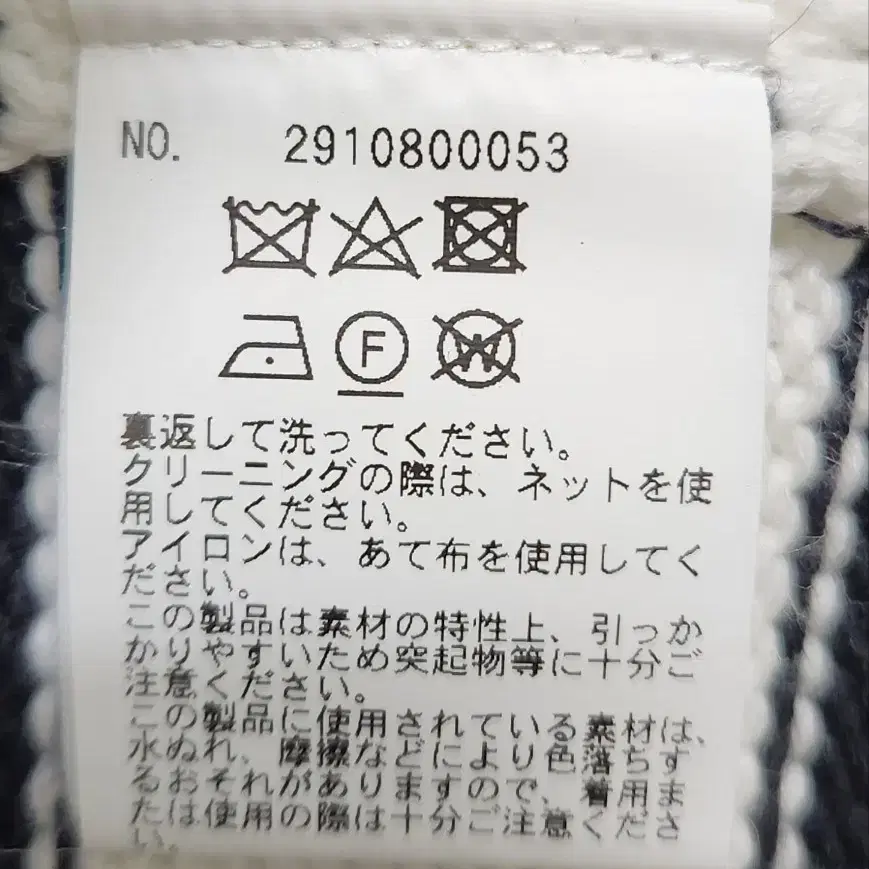 NO. 2910800053
F W
裏返して洗ってください。
クリーニングの際は、ネットを使
用してください。
アイロンは、あて布を使用してく
ださい。
この製品は素材の特性上、引っか
かりやすいため突起物等に十分ご
注意ください。
この製品に使用されている素材は、
水ぬれ、摩擦などにより色落ちす
るおそれがありますので、着用ま
たは使用の際は十分ご注意くださ
い。